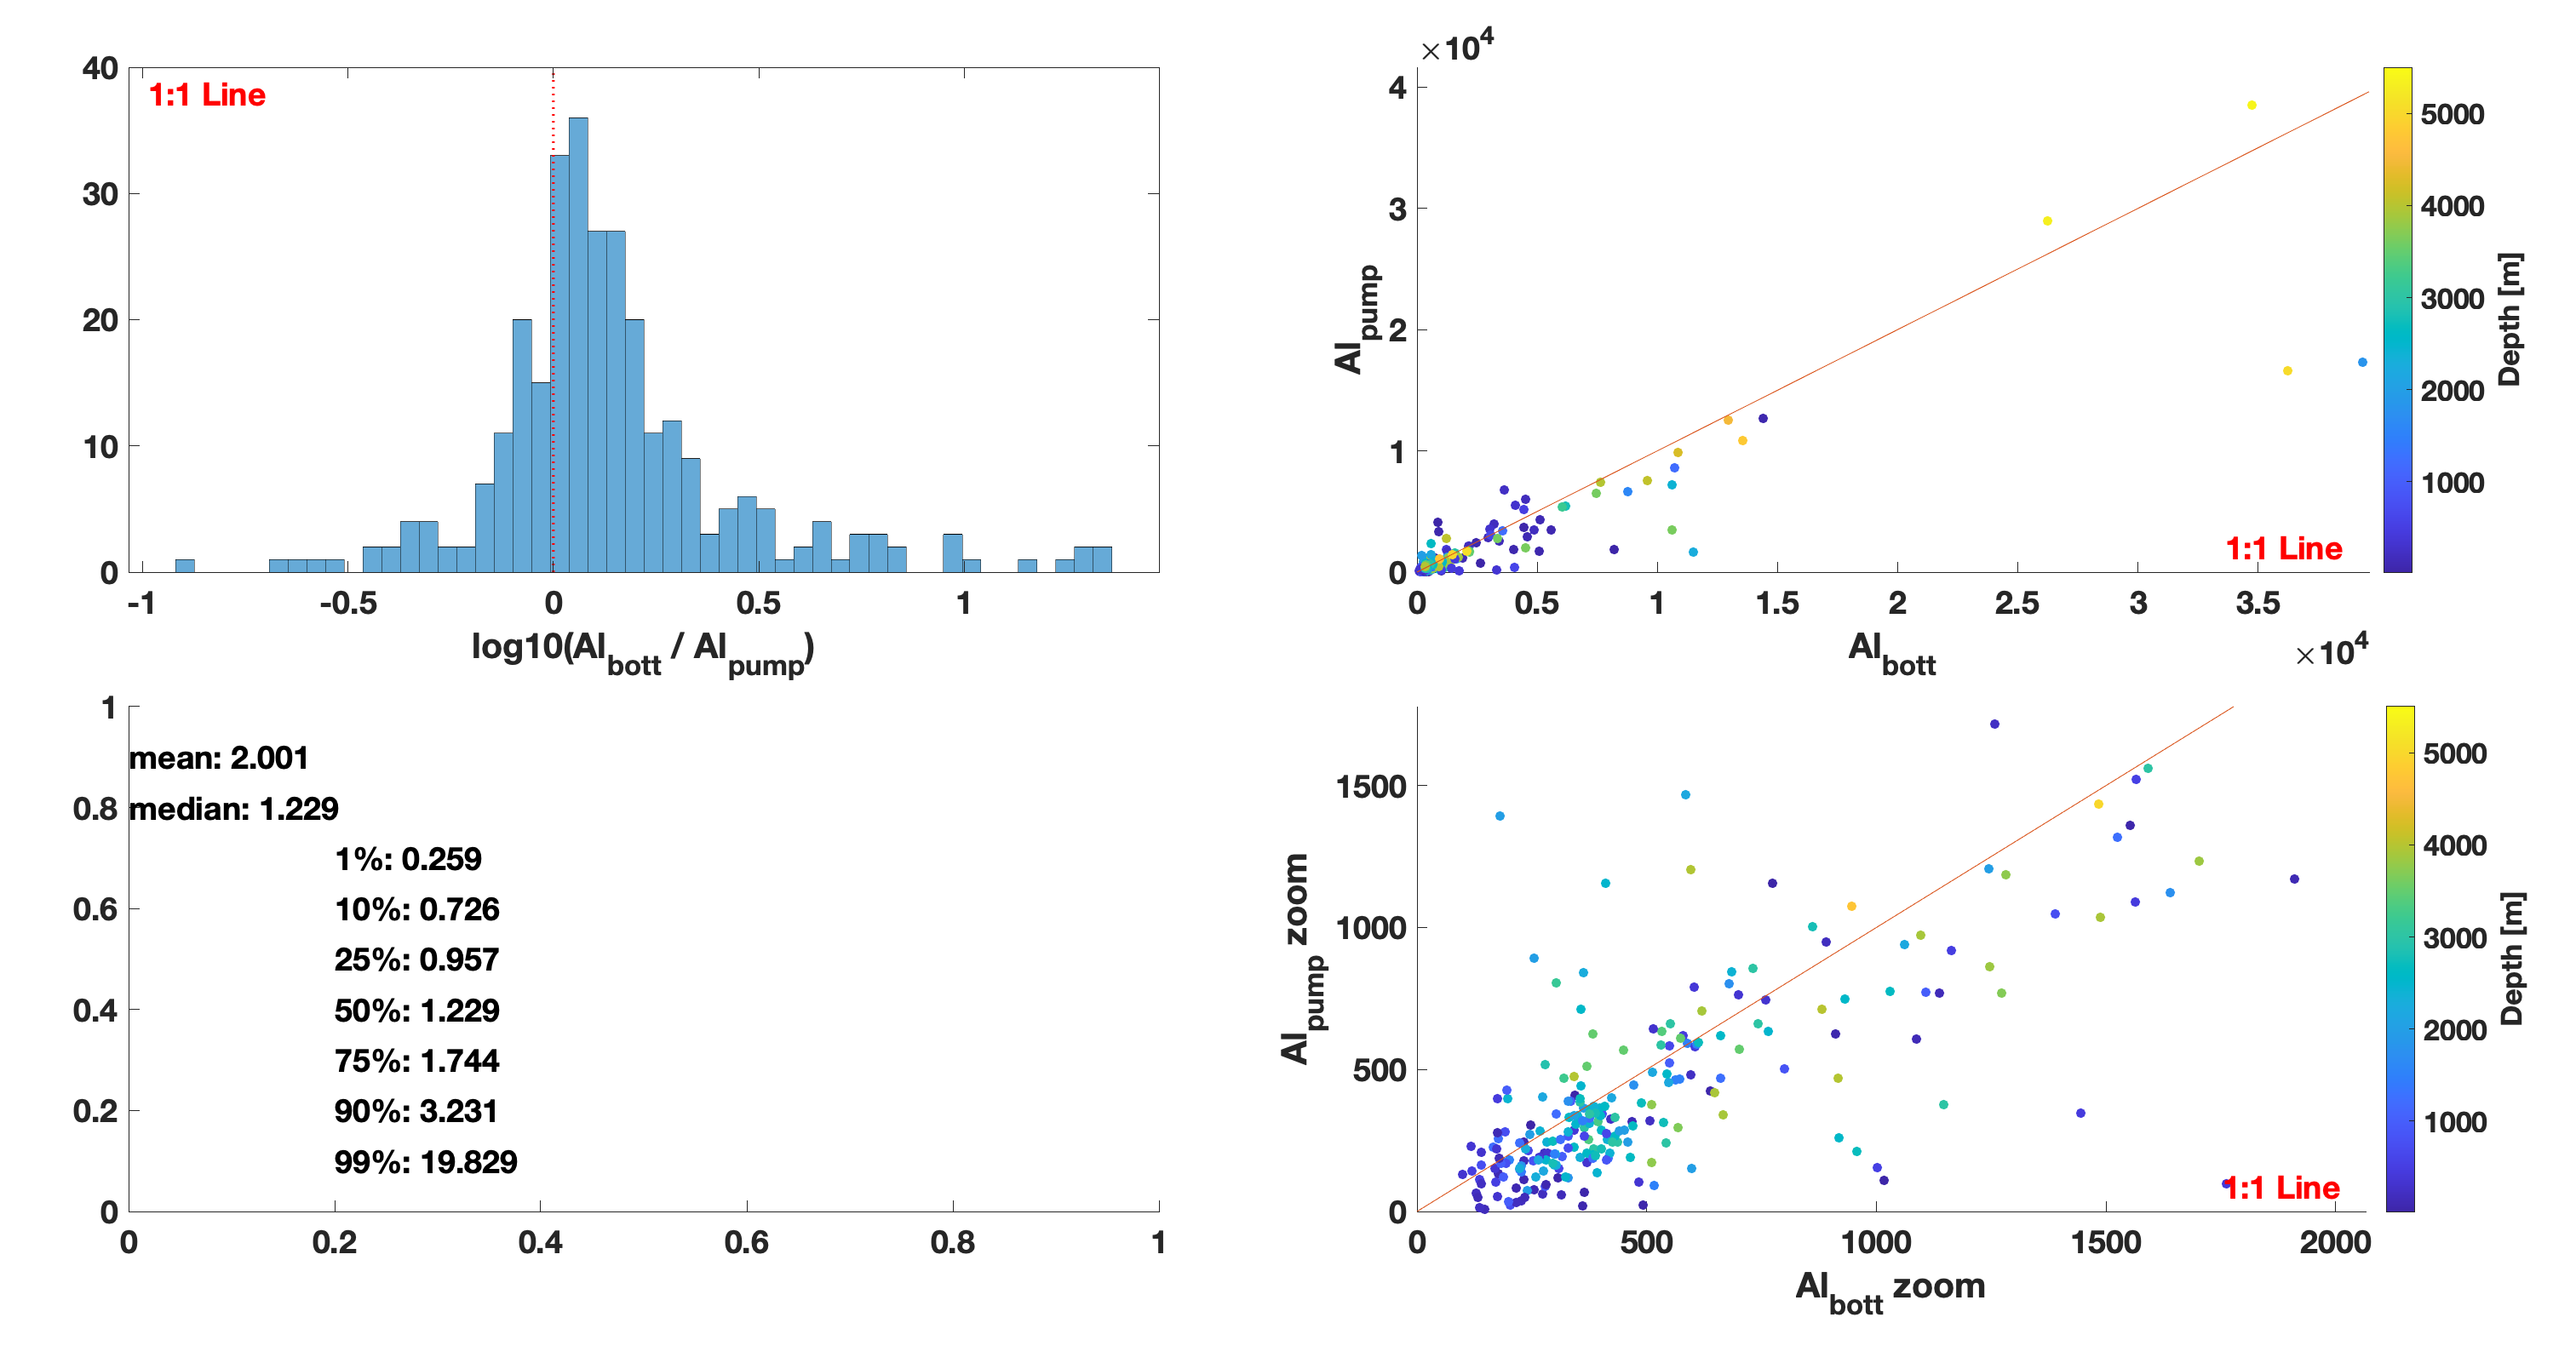 40
30
20
10
0
1:1 Line
-1 -0.5 0 0.5 1
log10(Al_bott / Al_pump)
×10^4
4
3
2
1
0
Al_pump
0 0.5 1 1.5 2 2.5 3 3.5
×10^4
Al_bott
1:1 Line
5000
4000
3000
2000
1000
Depth [m]
1
0.8
0.6
0.4
0.2
0
mean: 2.001
median: 1.229
1%: 0.259
10%: 0.726
25%: 0.957
50%: 1.229
75%: 1.744
90%: 3.231
99%: 19.829
0 0.2 0.4 0.6 0.8 1
1500
1000
500
0
Al_pump zoom
0 500 1000 1500 2000
Al_bott zoom
1:1 Line
5000
4000
3000
2000
1000
Depth [m]